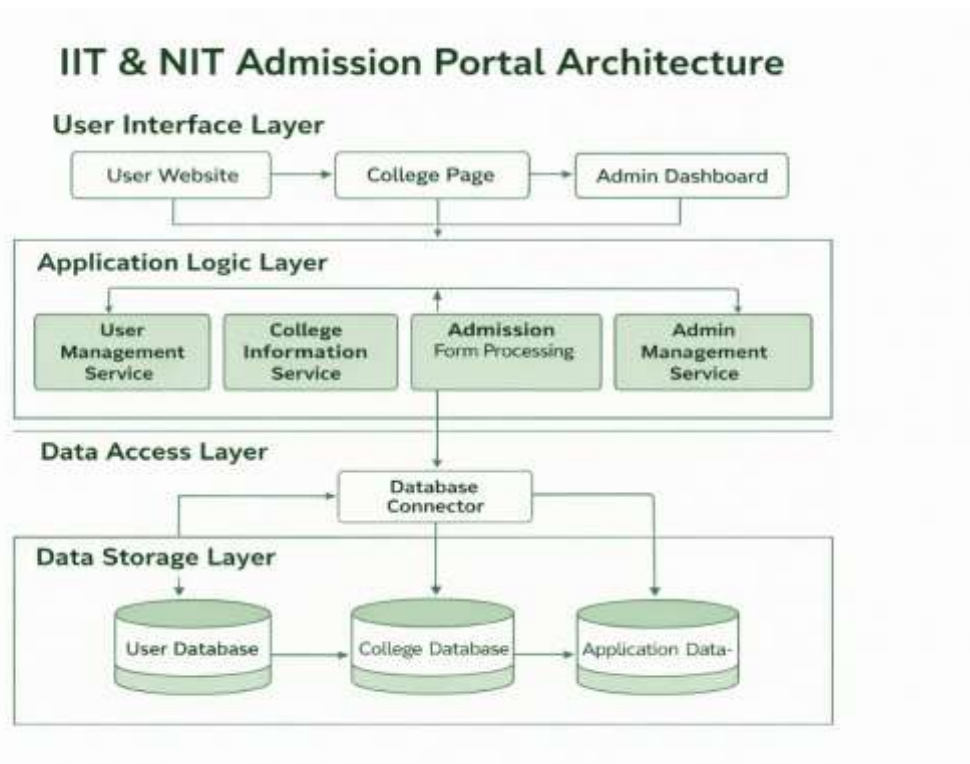 IIT & NIT Admission Portal Architecture
User Interface Layer
User Website
College Page
Admin Dashboard
Application Logic Layer
User
Management
Service
College
Information
Service
Admission
Form Processing
Admin
Management
Service
Data Access Layer
Database
Connector
Data Storage Layer
User Database
College Database
Application Data-